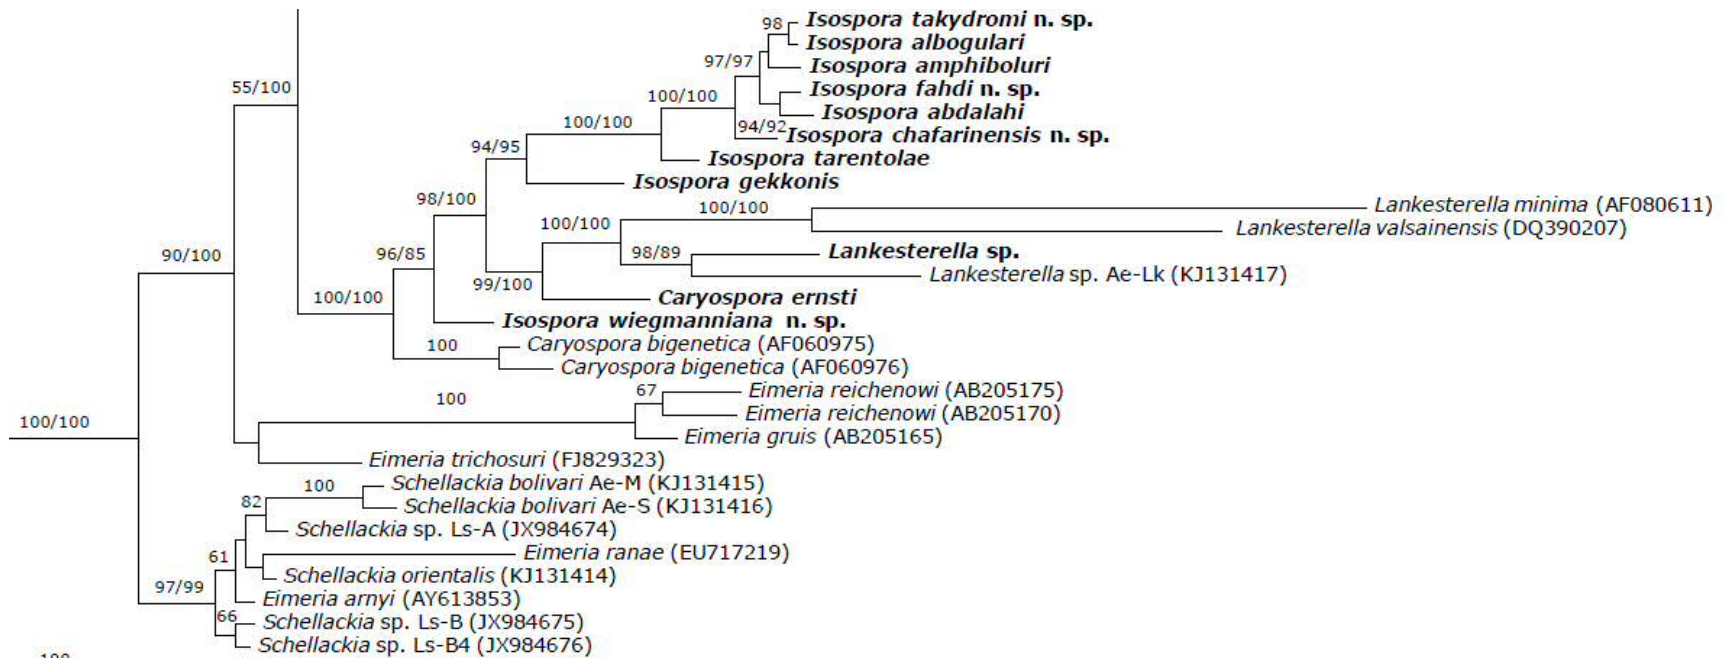 98 Isospora takydromi n. sp.
Isospora albogulari
97/97 Isospora amphiboluri
55/100 Isospora fahdi n. sp.
100/100 Isospora abdalahi
100/100 94/92 Isospora chafarinensis n. sp.
94/95 Isospora tarentolae
Isospora gekkonis
98/100 100/100 Lankesterella minima (AF080611)
100/100 Lankesterella valsainensis (DQ390207)
90/100 96/85 98/89 Lankesterella sp.
Lankesterella sp. Ae-Lk (KJ131417)
100/100 99/100 Caryospora ernsti
Isospora wiegmanniana n. sp.
100 Caryospora bigenetica (AF060975)
Caryospora bigenetica (AF060976)
67 Eimeria reichenowi (AB205175)
100 Eimeria reichenowi (AB205170)
100/100 Eimeria gruis (AB205165)
Eimeria trichosuri (FJ829323)
100 Schellackia bolivari Ae-M (KJ131415)
82 Schellackia bolivari Ae-S (KJ131416)
Schellackia sp. Ls-A (JX984674)
61 Eimeria ranae (EU717219)
97/99 Schellackia orientalis (KJ131414)
Eimeria arnyi (AY613853)
66 Schellackia sp. Ls-B (JX984675)
Schellackia sp. Ls-B4 (JX984676)